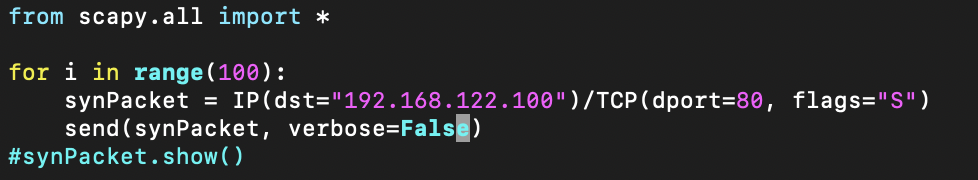 from scapy.all import *
for i in range(100):
    synPacket = IP(dst="192.168.122.100")/TCP(dport=80, flags="S")
    send(synPacket, verbose=False)
#synPacket.show()